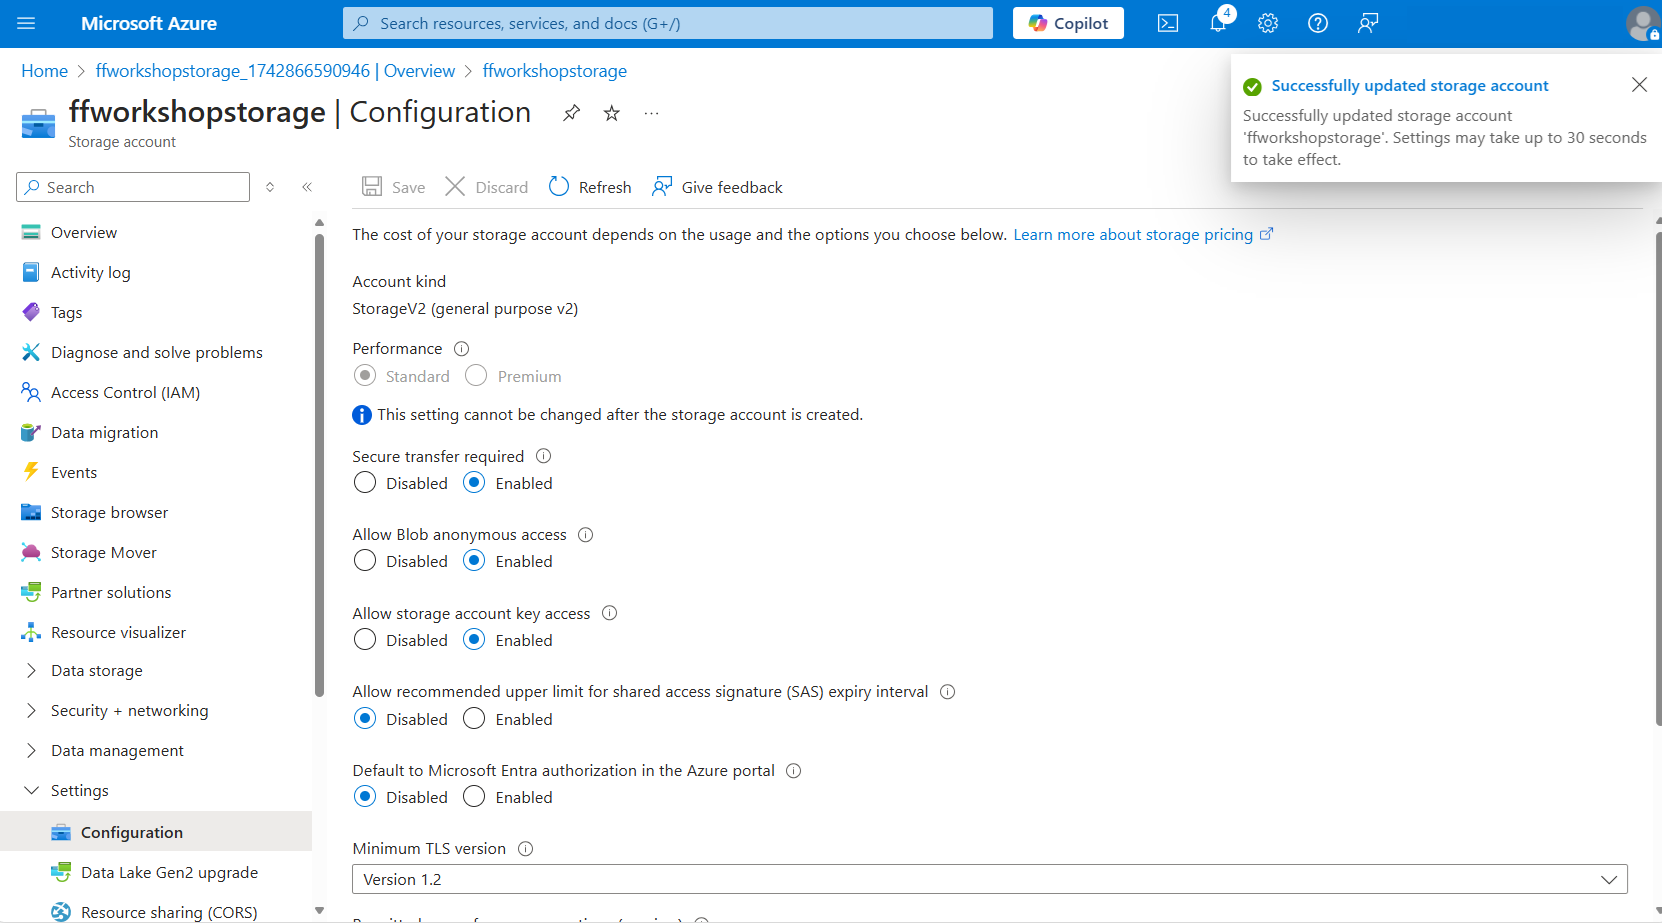 Microsoft Azure
Search resources, services, and docs (G+/)
Copilot
4
Home > ffworkshopstorage_1742866590946 | Overview > ffworkshopstorage
ffworkshopstorage | Configuration
Storage account
Successfully updated storage account
Successfully updated storage account
'ffworkshopstorage'. Settings may take up to 30 seconds
to take effect.
Search
Overview
Activity log
Tags
Diagnose and solve problems
Access Control (IAM)
Data migration
Events
Storage browser
Storage Mover
Partner solutions
Resource visualizer
Data storage
Security + networking
Data management
Settings
Configuration
Data Lake Gen2 upgrade
Resource sharing (CORS)
Save Discard Refresh Give feedback
The cost of your storage account depends on the usage and the options you choose below. Learn more about storage pricing
Account kind
StorageV2 (general purpose v2)
Performance
Standard Premium
This setting cannot be changed after the storage account is created.
Secure transfer required
Disabled Enabled
Allow Blob anonymous access
Disabled Enabled
Allow storage account key access
Disabled Enabled
Allow recommended upper limit for shared access signature (SAS) expiry interval
Disabled Enabled
Default to Microsoft Entra authorization in the Azure portal
Disabled Enabled
Minimum TLS version
Version 1.2